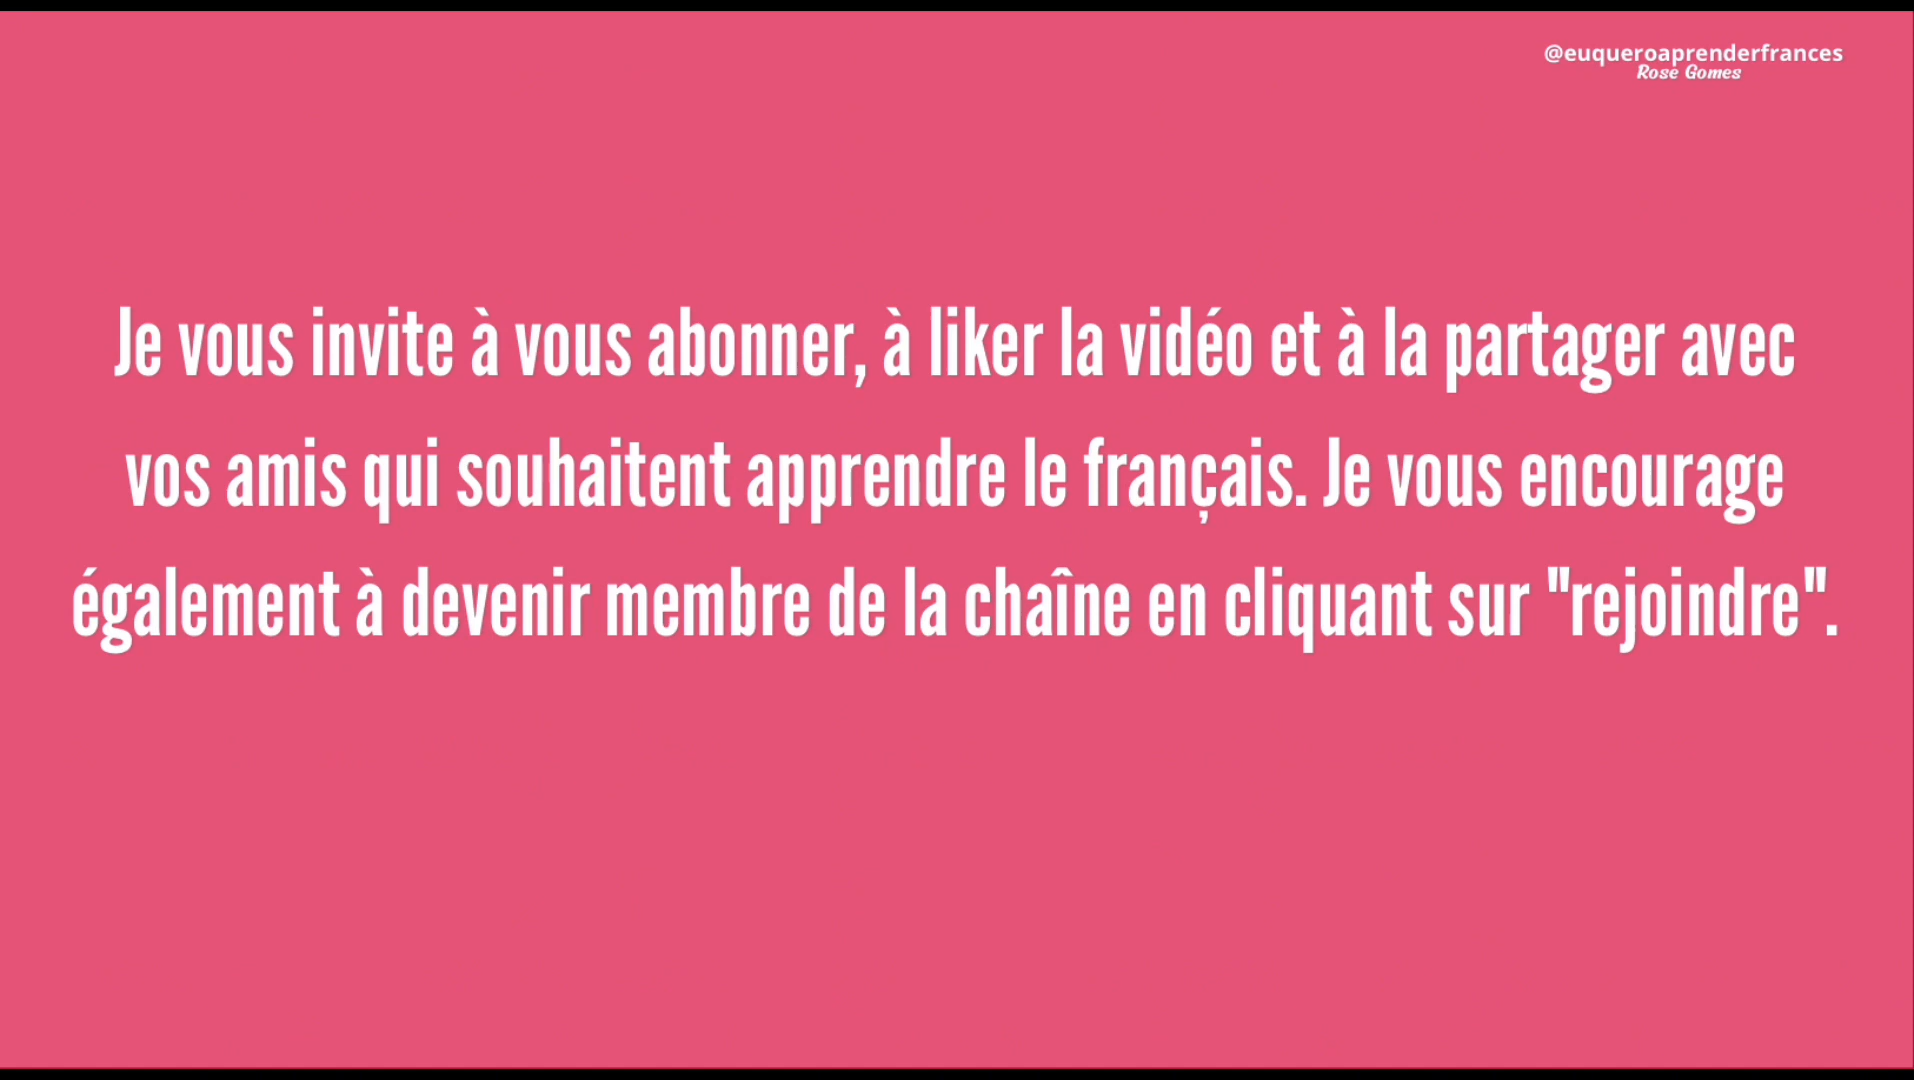 @euqueroaprenderfrances
Rose Gomes
Je vous invite à vous abonner, à liker la vidéo et à la partager avec
vos amis qui souhaitent apprendre le français. Je vous encourage
également à devenir membre de la chaîne en cliquant sur "rejoindre".